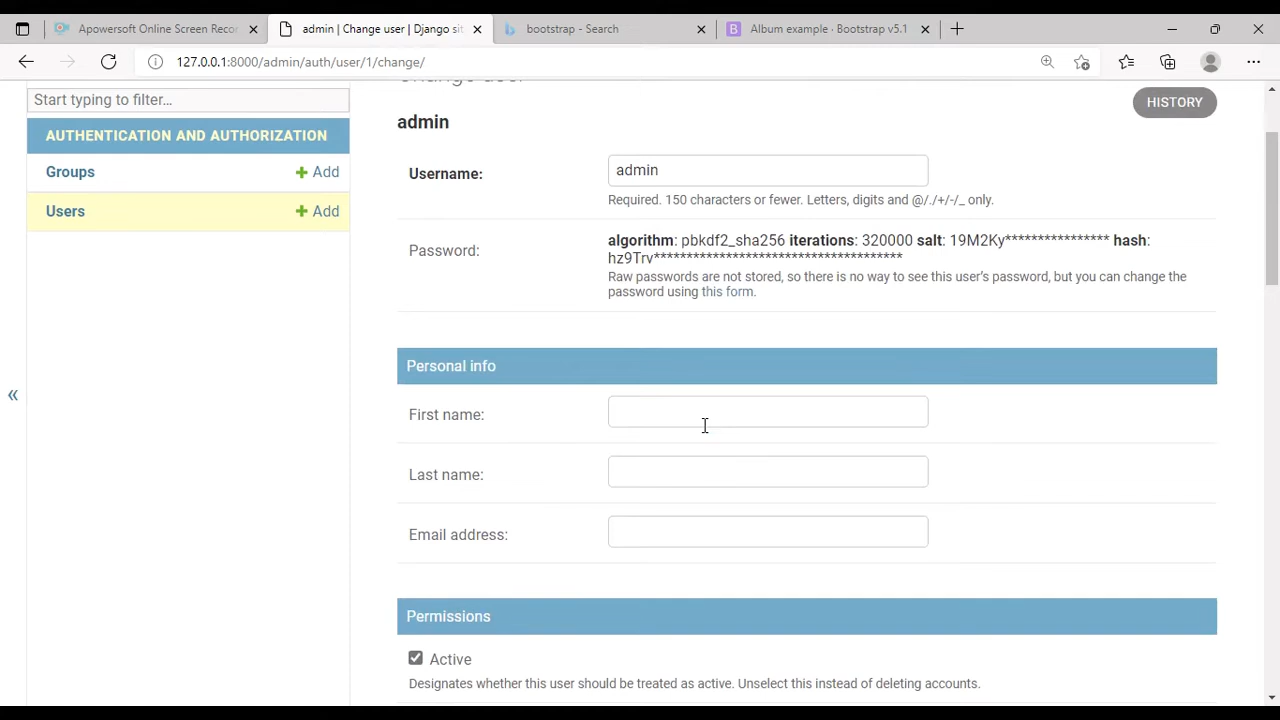 Apowersoft Online Screen Recor
admin | Change user | Django sit
bootstrap - Search
Album example · Bootstrap v5.1
127.0.0.1:8000/admin/auth/user/1/change/
Start typing to filter...
AUTHENTICATION AND AUTHORIZATION
Groups + Add
Users + Add
«
Change user
HISTORY
admin
Username: admin
Required. 150 characters or fewer. Letters, digits and @/./+/-/_ only.
Password: algorithm: pbkdf2_sha256 iterations: 320000 salt: 19M2Ky**************** hash:
hz9Trv**************************************
Raw passwords are not stored, so there is no way to see this user's password, but you can change the
password using this form.
Personal info
First name:
Last name:
Email address:
Permissions
Active
Designates whether this user should be treated as active. Unselect this instead of deleting accounts.